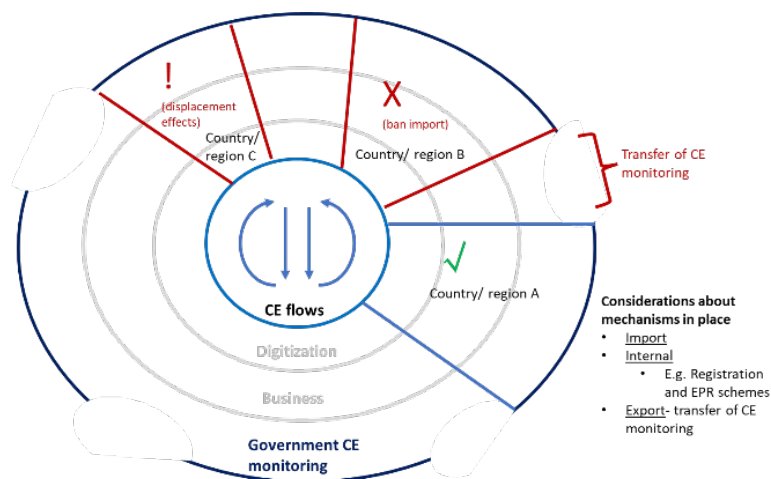 !
(displacement
effects)
Country/
region C
X
(ban import)
Country/ region B
Transfer of CE
monitoring
√
Country/ region A
CE flows
Digitization
Business
Government CE
monitoring
Considerations about
mechanisms in place
• Import
• Internal
• E.g. Registration
and EPR schemes
• Export- transfer of CE
monitoring